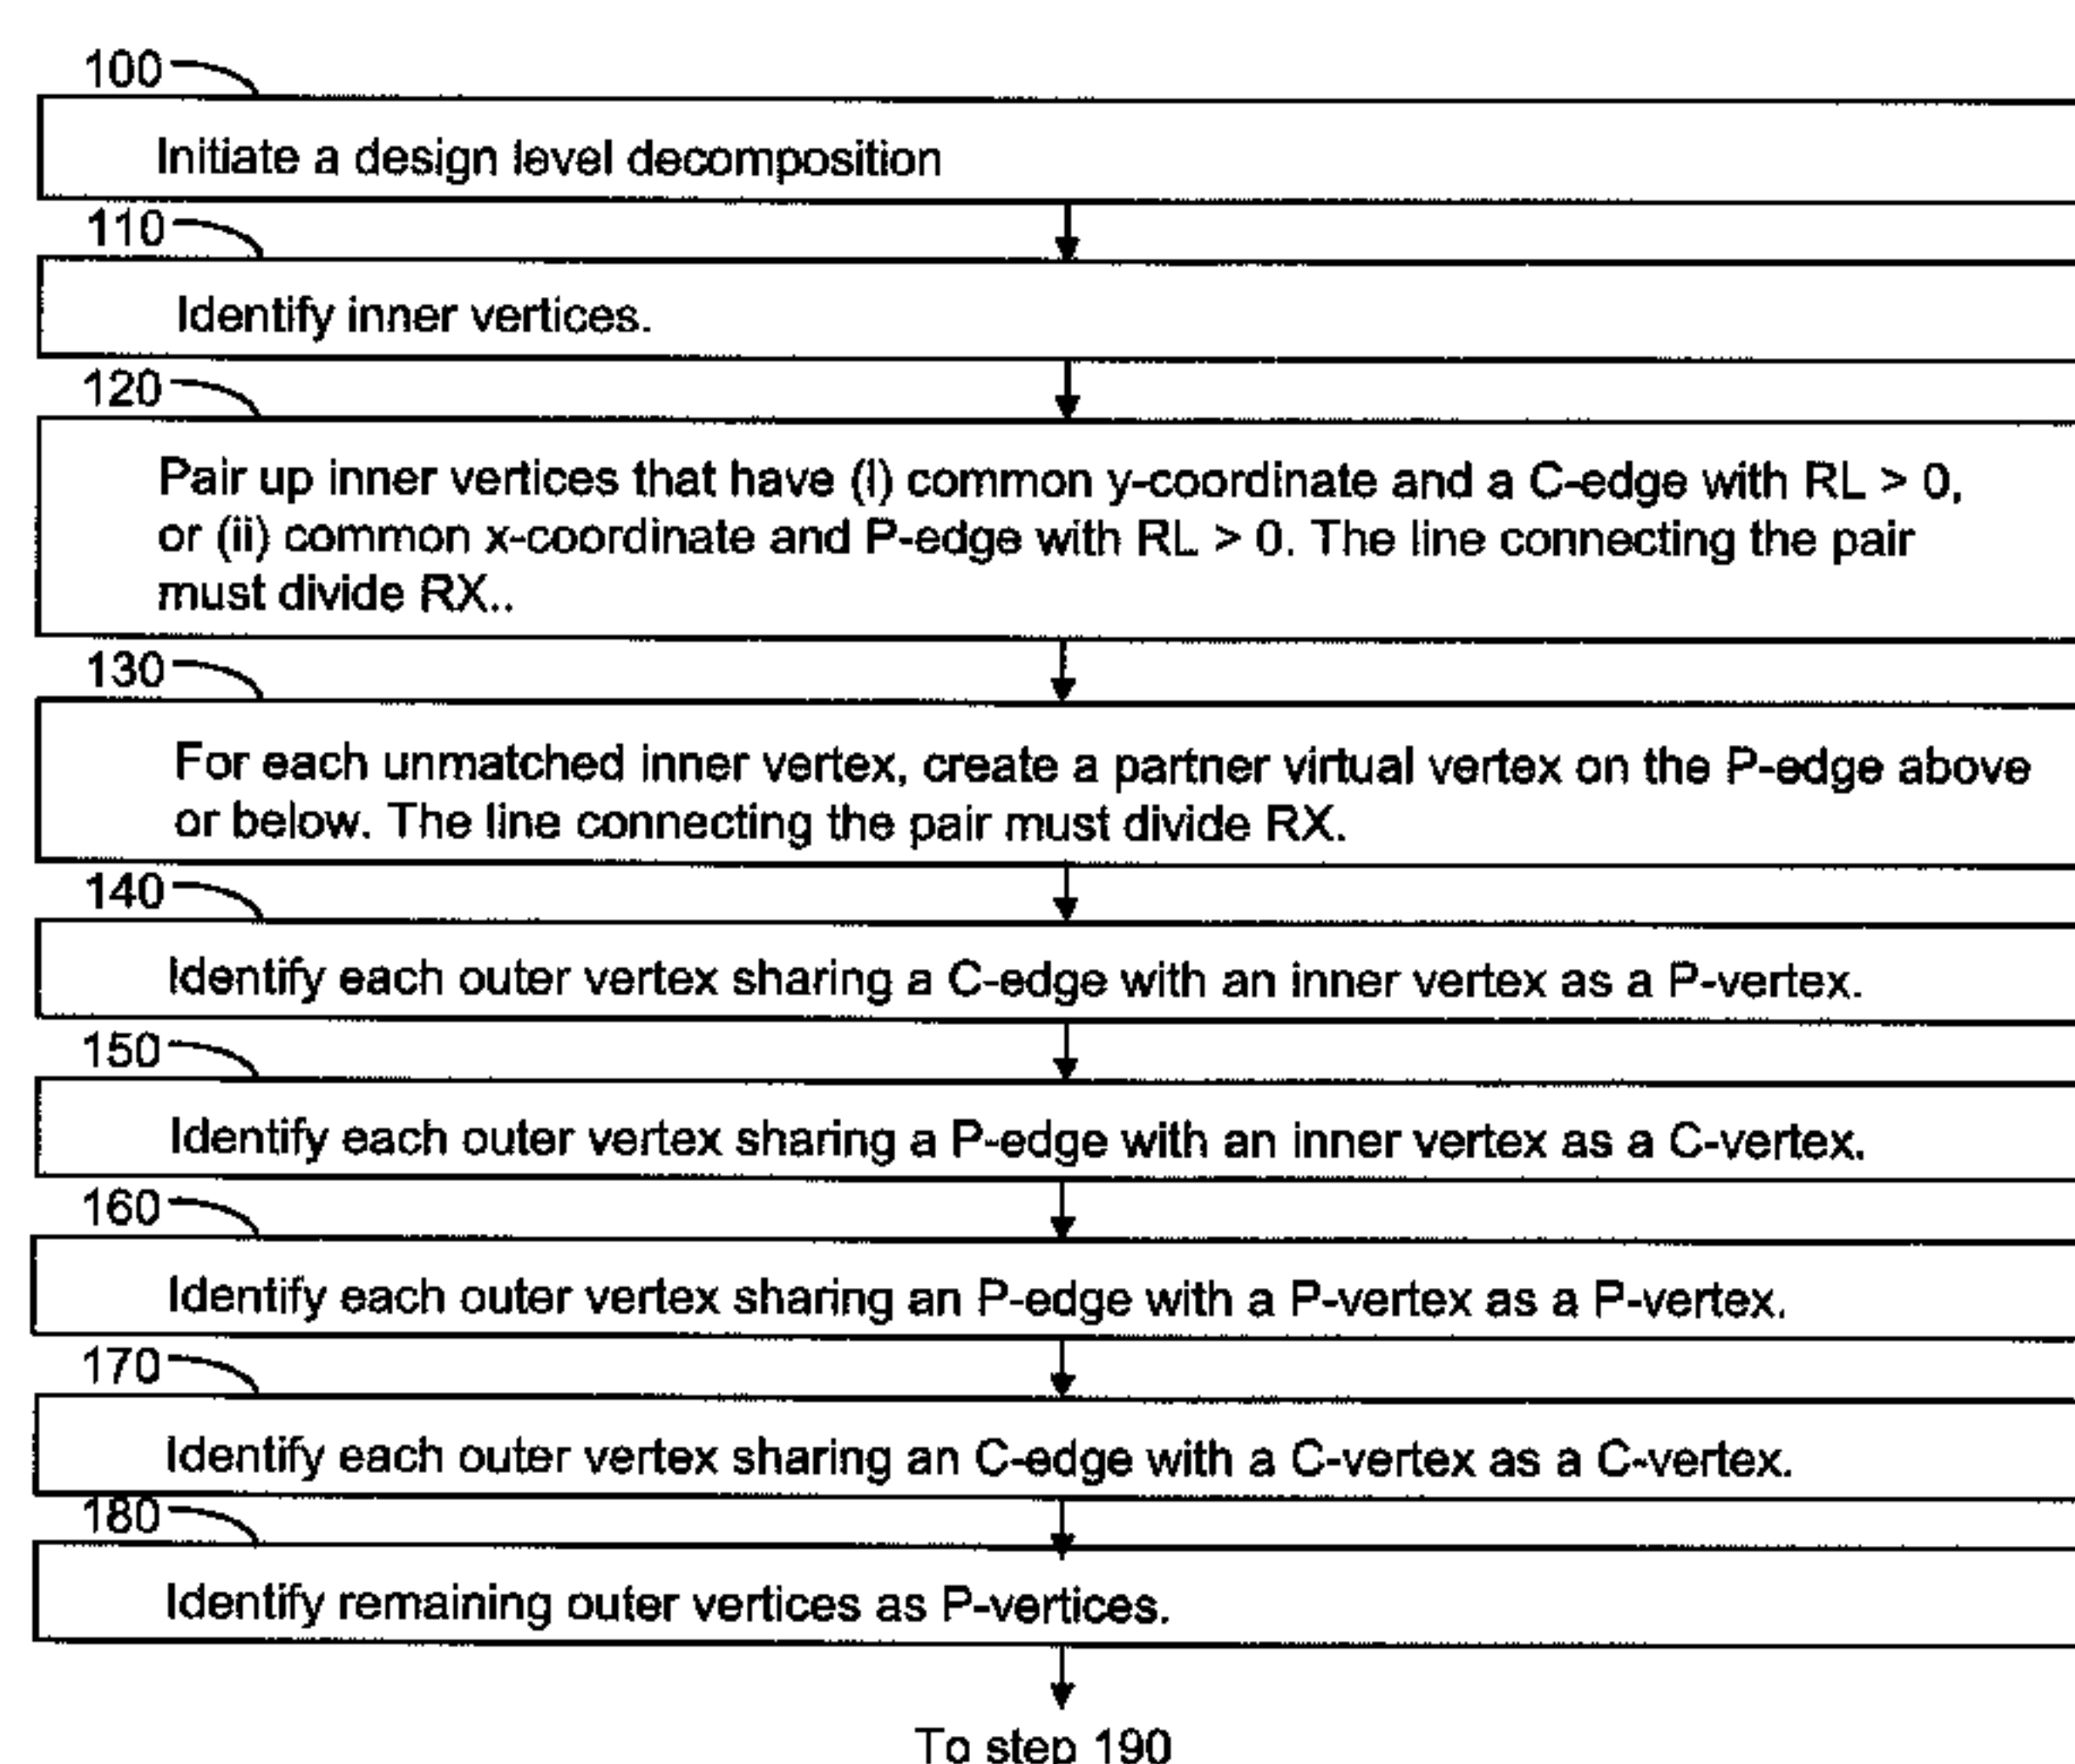 100
Initiate a design level decomposition
110
Identify inner vertices.
120
Pair up inner vertices that have (I) common y-coordinate and a C-edge with RL > 0,
or (ii) common x-coordinate and P-edge with RL > 0. The line connecting the pair
must divide RX..
130
For each unmatched inner vertex, create a partner virtual vertex on the P-edge above
or below. The line connecting the pair must divide RX.
140
Identify each outer vertex sharing a C-edge with an inner vertex as a P-vertex.
150
Identify each outer vertex sharing a P-edge with an inner vertex as a C-vertex.
160
Identify each outer vertex sharing an P-edge with a P-vertex as a P-vertex.
170
Identify each outer vertex sharing an C-edge with a C-vertex as a C-vertex.
180
Identify remaining outer vertices as P-vertices.
To step 190